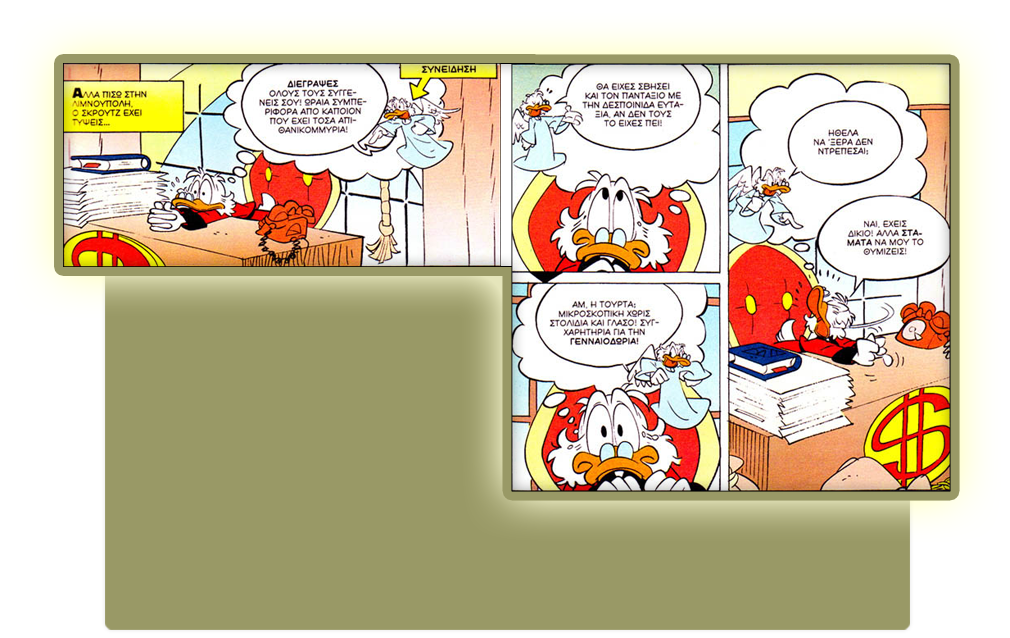 ΑΛΛΑ ΠΙΣΩ ΣΤΗΝ
ΛΙΜΝΟΥΠΟΛΗ,
Ο ΣΚΡΟΥΤΖ ΕΧΕΙ
ΤΥΨΕΙΣ...
ΔΙΕΓΡΑΨΕΣ
ΟΛΟΥΣ ΤΟΥΣ ΣΥΓΓΕ-
ΝΕΙΣ ΣΟΥ! ΩΡΑΙΑ ΣΥΜΠΕ-
ΡΙΦΟΡΑ ΑΠΟ ΚΑΠΟΙΟΝ
ΠΟΥ ΕΧΕΙ ΤΟΣΑ ΑΠΙ-
ΘΑΝΙΚΟΜΜΥΡΙΑ!
ΣΥΝΕΙΔΗΣΗ
ΘΑ ΕΙΧΕΣ ΣΒΗΣΕΙ
ΚΑΙ ΤΟΝ ΠΑΝΤΑΞΙΟ ΜΕ
ΤΗΝ ΔΕΣΠΟΙΝΙΔΑ ΕΥΤΑ-
ΞΙΑ, ΑΝ ΔΕΝ ΤΟΥΣ
ΤΟ ΕΙΧΕΣ ΠΕΙ!
ΑΜ, Η ΤΟΥΡΤΑ;
ΜΙΚΡΟΣΚΟΠΙΚΗ ΧΩΡΙΣ
ΣΤΟΛΙΔΙΑ ΚΑΙ ΓΛΑΣΟ! ΣΥΓ-
ΧΑΡΗΤΗΡΙΑ ΓΙΑ ΤΗΝ
ΓΕΝΝΑΙΟΔΩΡΙΑ!
ΗΘΕΛΑ
ΝΑ 'ΞΕΡΑ ΔΕΝ
ΝΤΡΕΠΕΣΑΙ;
ΝΑΙ, ΕΧΕΙΣ
ΔΙΚΙΟ! ΑΛΛΑ ΣΤΑ-
ΜΑΤΑ ΝΑ ΜΟΥ ΤΟ
ΘΥΜΙΖΕΙΣ!
$